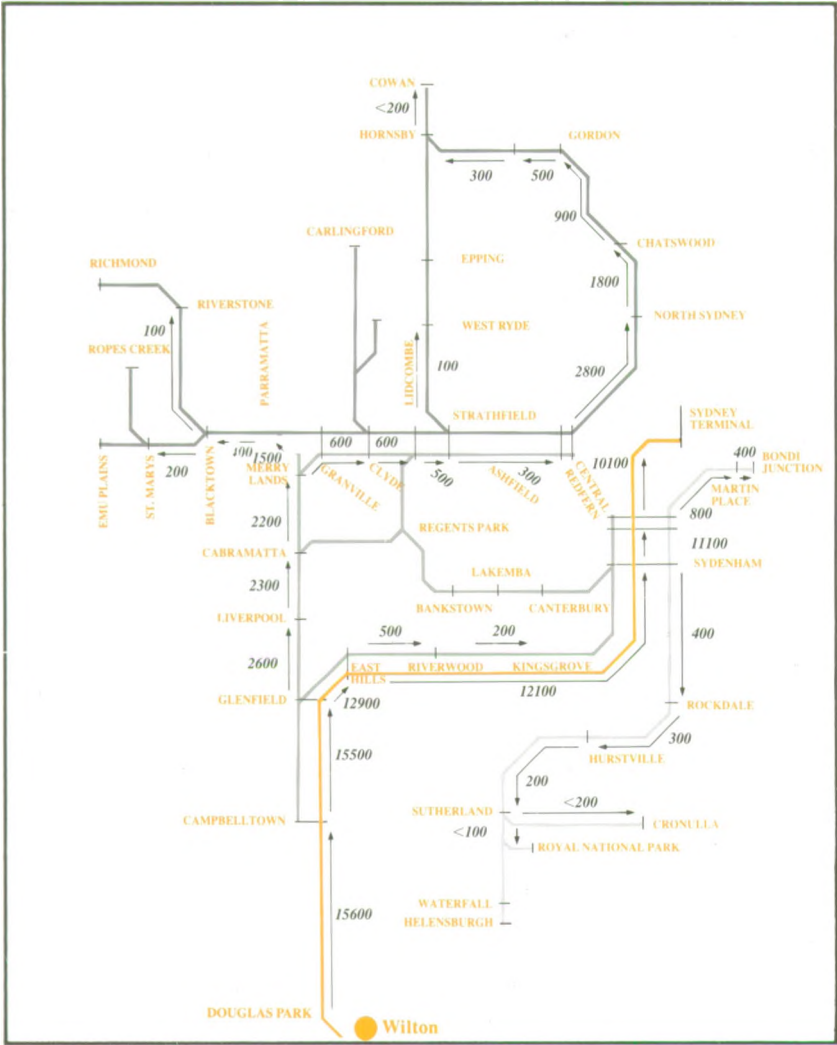 COWAN
<200
HORNSBY
GORDON
300
500
900
CARLINGFORD
CHATSWOOD
RICHMOND
EPPING
1800
RIVERSTONE
NORTH SYDNEY
WEST RYDE
100
ROPES CREEK
PARRAMATTA
LIDCOMBE
100
2800
STRATHFIELD
SYDNEY
TERMINAL
EMU PLAINS
ST. MARYS
200
BLACKTOWN
400
1500
600
600
MERRY
LANDS
GRANVILLE
CLYDE
500
ASHFIELD
300
CENTRAL
REDFERN
10100
400
BONDI
JUNCTION
MARTIN
PLACE
800
2200
REGENTS PARK
11100
CABRAMATTA
LAKEMBA
SYDENHAM
2300
BANKSTOWN
CANTERBURY
LIVERPOOL
500
200
400
2600
EAST
HILLS
RIVERWOOD
KINGSGROVE
12100
GLENFIELD
12900
ROCKDALE
300
15500
HURSTVILLE
200
SUTHERLAND
<200
CAMPBELLTOWN
CRONULLA
<100
ROYAL NATIONAL PARK
WATERFALL
15600
HELENSBURGH
DOUGLAS PARK
Wilton